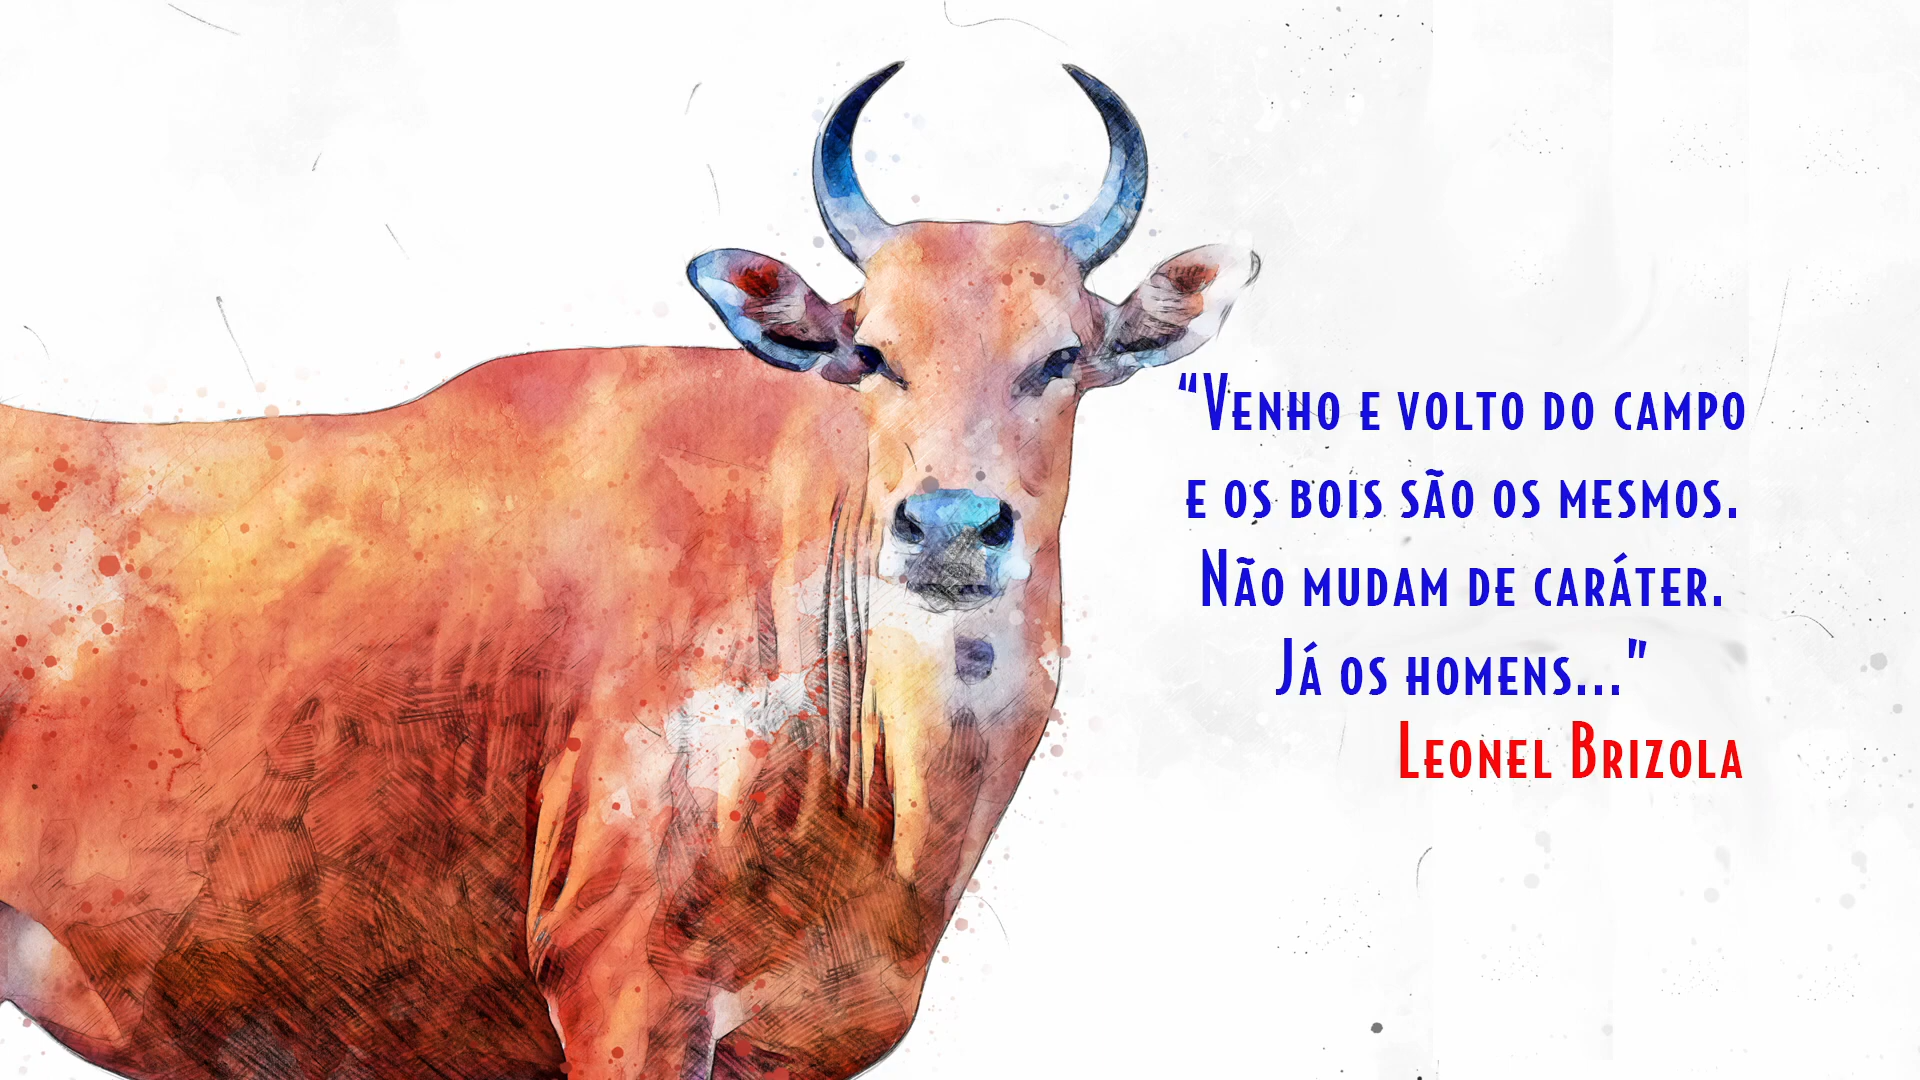 “Venho e volto do campo
e os bois são os mesmos.
Não mudam de caráter.
Já os homens..."
Leonel Brizola